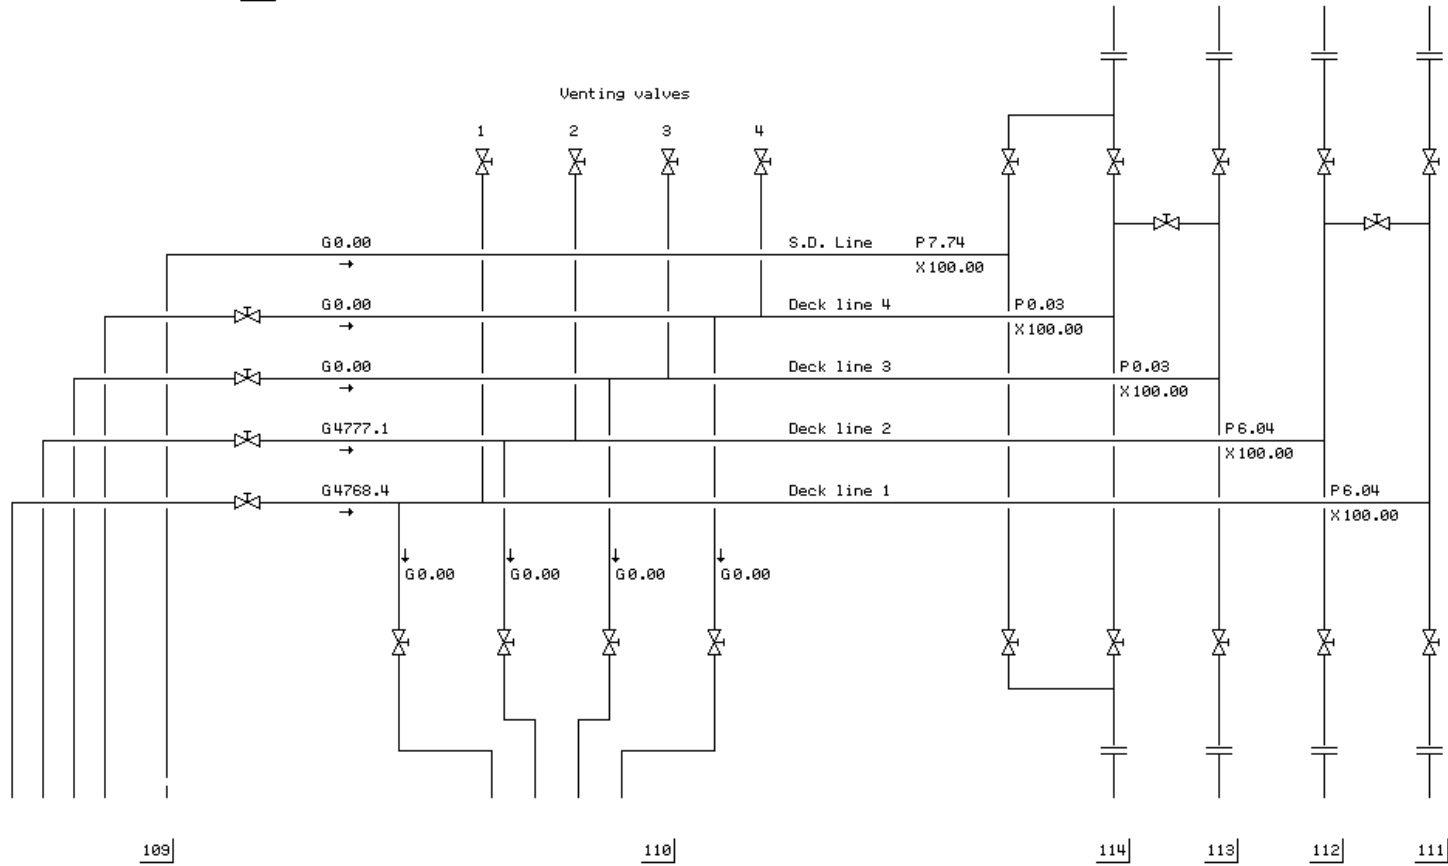 Venting valves
1 2 3 4
G0.00 S.D. Line P7.74
X100.00
G0.00 Deck line 4 P0.03
X100.00
G0.00 Deck line 3 P0.03
X100.00
G4777.1 Deck line 2 P6.04
X100.00
G4768.4 Deck line 1 P6.04
X100.00
G0.00 G0.00 G0.00 G0.00
109 110 114 113 112 111